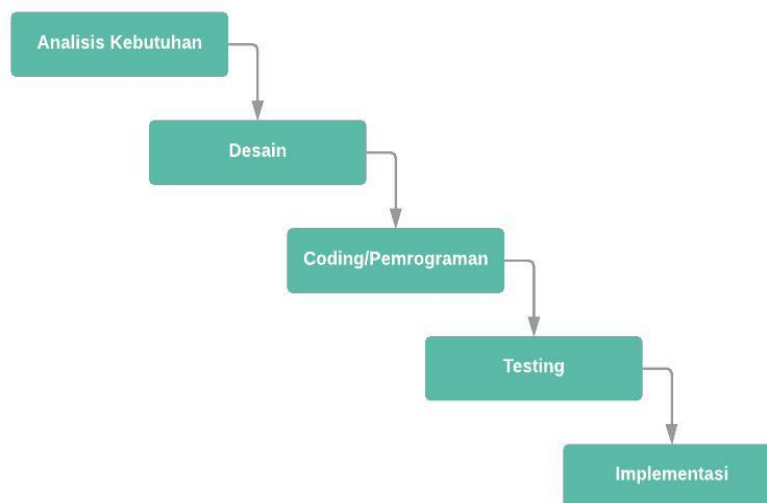 Analisis Kebutuhan
Desain
Coding/Pemrograman
Testing
Implementasi